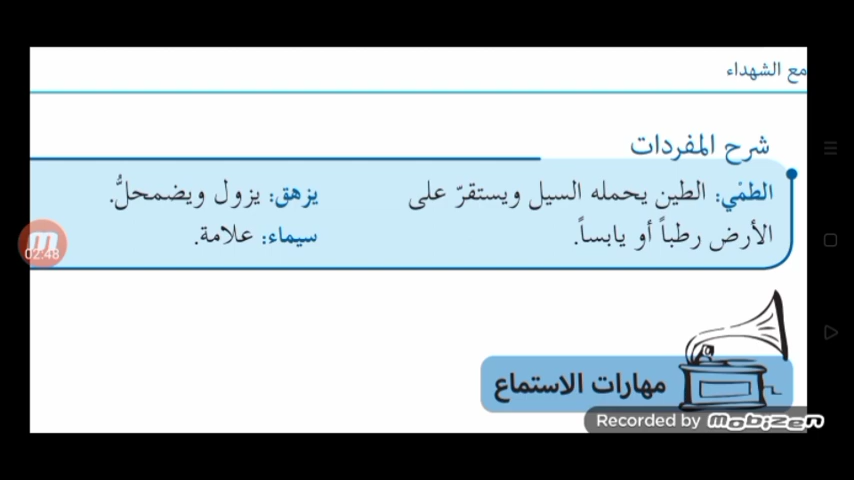 مع الشهداء
شرح المفردات
الطمْي: الطين يحمله السيل ويستقرّ على
الأرض رطباً أو يابساً.
يزهق: يزول ويضمحلُّ.
سيماء: علامة.
02:48
مهارات الاستماع
Recorded by mobizen